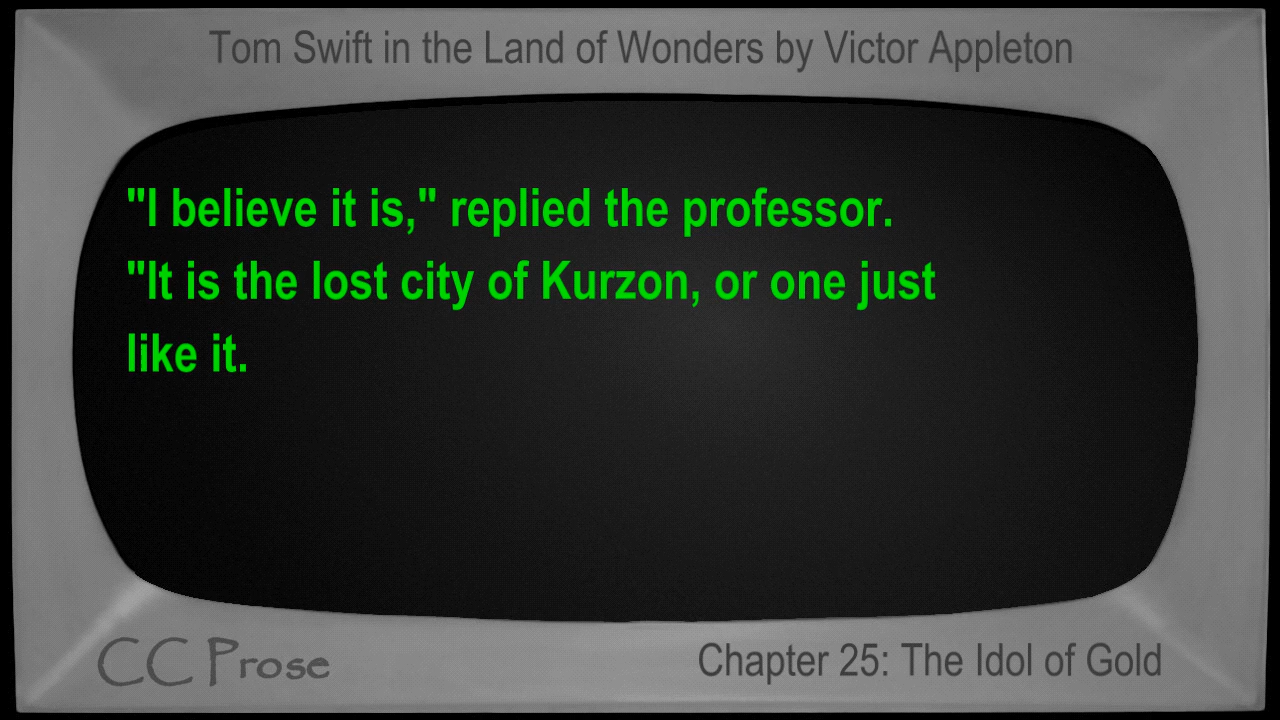 Tom Swift in the Land of Wonders by Victor Appleton
"I believe it is," replied the professor.
"It is the lost city of Kurzon, or one just
like it.
CC Prose
Chapter 25: The Idol of Gold